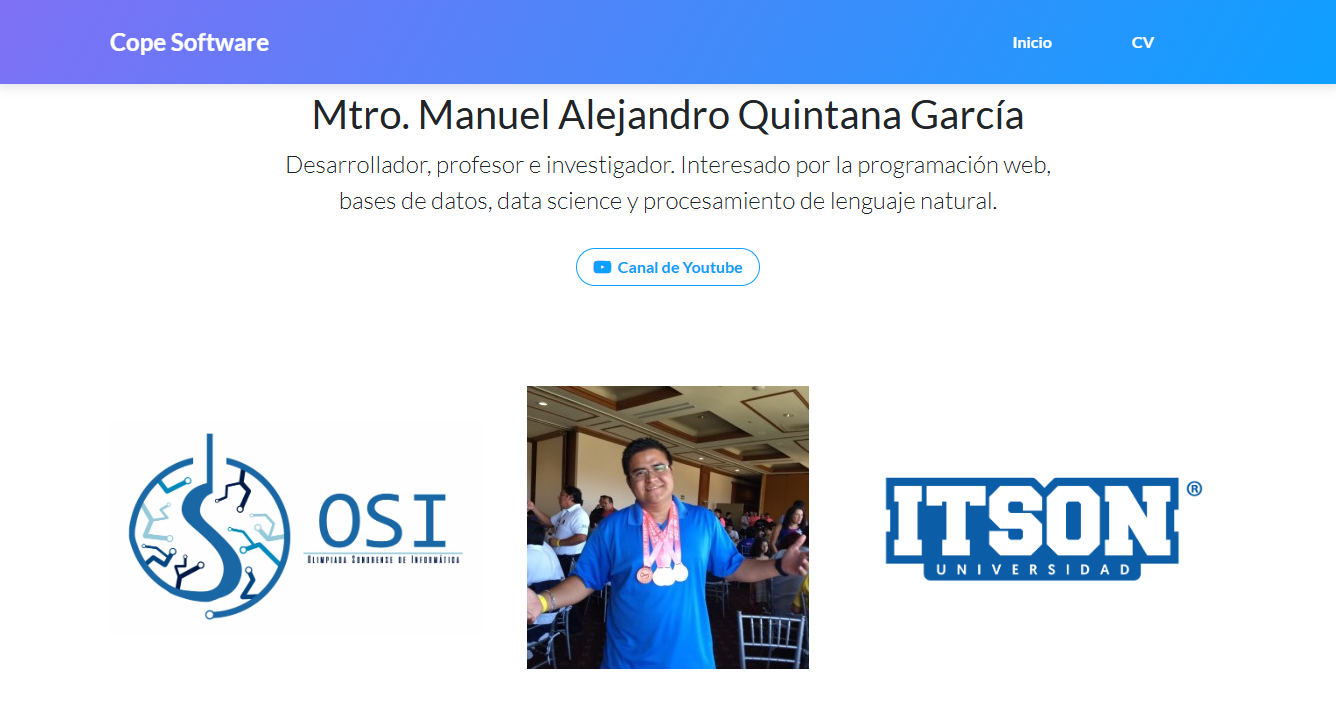 Cope Software
Inicio
CV
Mtro. Manuel Alejandro Quintana García
Desarrollador, profesor e investigador. Interesado por la programación web,
bases de datos, data science y procesamiento de lenguaje natural.
Canal de Youtube
OSI
OLIMPIADA SONORENSE DE INFORMÁTICA
ITSON ®
UNIVERSIDAD